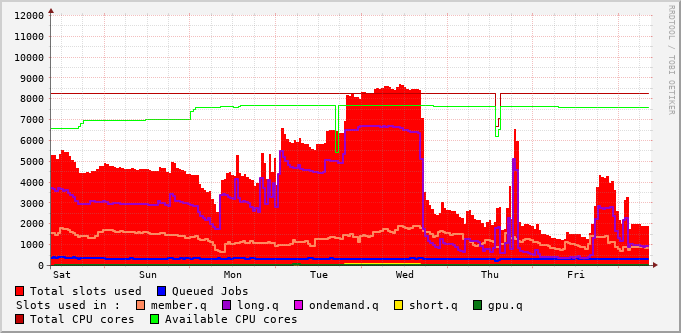 12000
11000
10000
9000
8000
7000
6000
5000
4000
3000
2000
1000
0
Sat Sun Mon Tue Wed Thu Fri
Total slots used Queued Jobs
Slots used in : member.q long.q ondemand.q short.q gpu.q
Total CPU cores Available CPU cores
RRDTOOL / TOBI OETIKER